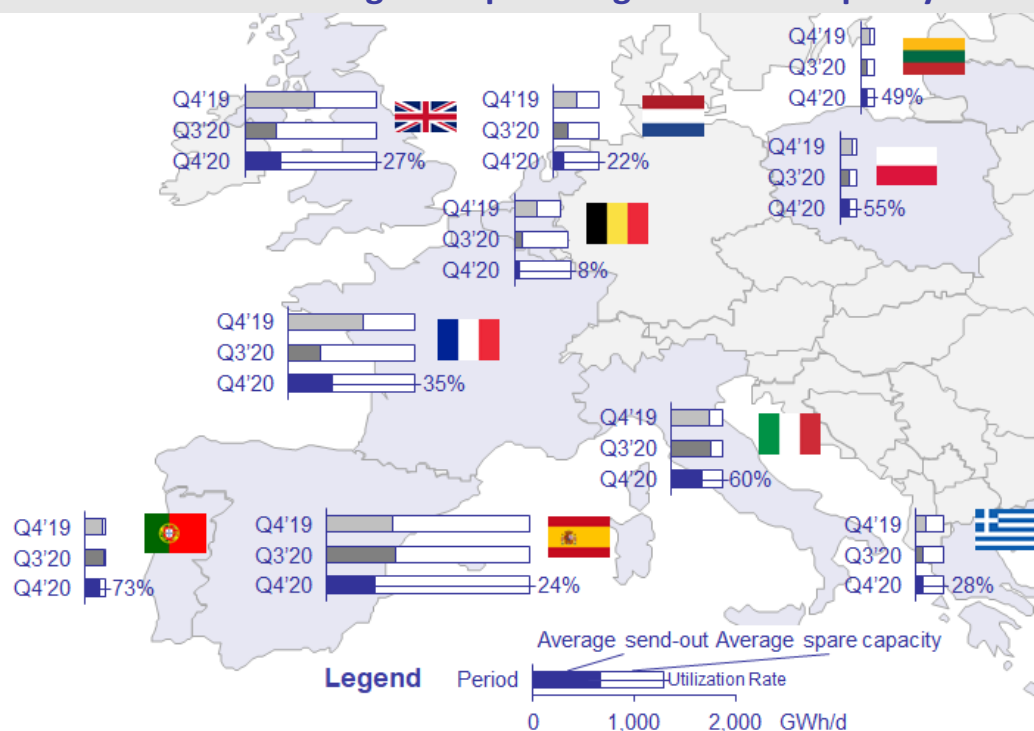 Q4'19
Q3'20
Q4'20
49%
Q4'19
Q3'20
Q4'20
27%
Q4'19
Q3'20
Q4'20
22%
Q4'19
Q3'20
Q4'20
55%
Q4'19
Q3'20
Q4'20
8%
Q4'19
Q3'20
Q4'20
35%
Q4'19
Q3'20
Q4'20
60%
Q4'19
Q3'20
Q4'20
73%
Q4'19
Q3'20
Q4'20
24%
Q4'19
Q3'20
Q4'20
28%
Average send-out Average spare capacity
Legend Period Utilization Rate
0 1,000 2,000 GWh/d